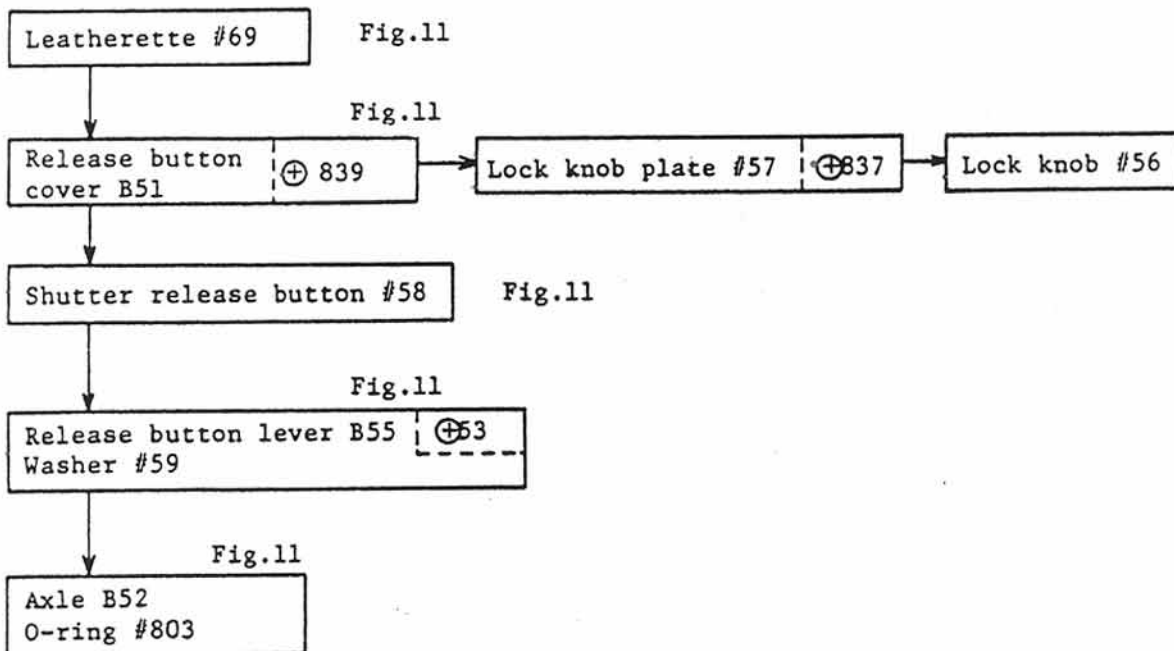 Leatherette #69
Fig.11
Fig.11
Release button
cover B51
⊕ 839
Lock knob plate #57
⊕837
Lock knob #56
Shutter release button #58
Fig.11
Fig.11
Release button lever B55
⊕53
Washer #59
Fig.11
Axle B52
O-ring #803